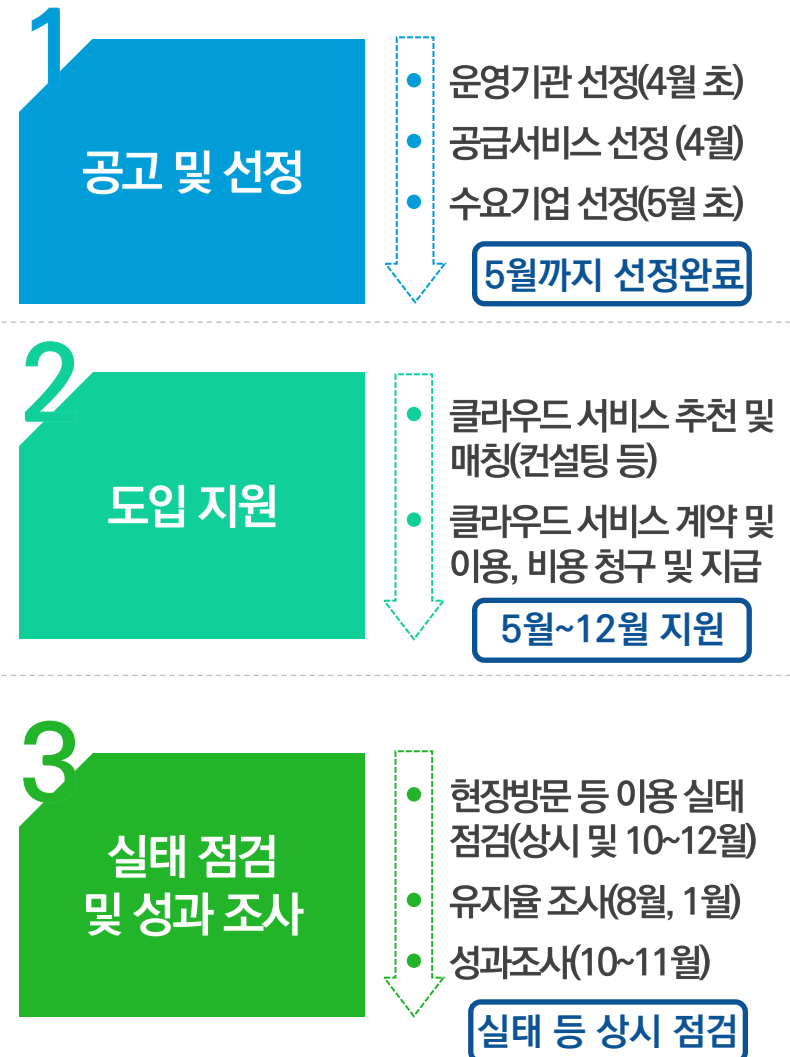 1
공고 및 선정
운영기관 선정(4월 초)
공급서비스 선정 (4월)
수요기업 선정(5월 초)
5월까지 선정완료
2
도입 지원
클라우드 서비스 추천 및
매칭(컨설팅 등)
클라우드 서비스 계약 및
이용, 비용 청구 및 지급
5월~12월 지원
3
실태 점검
및 성과 조사
현장방문 등 이용 실태
점검(상시 및 10~12월)
유지율 조사(8월, 1월)
성과조사(10~11월)
실태 등 상시 점검